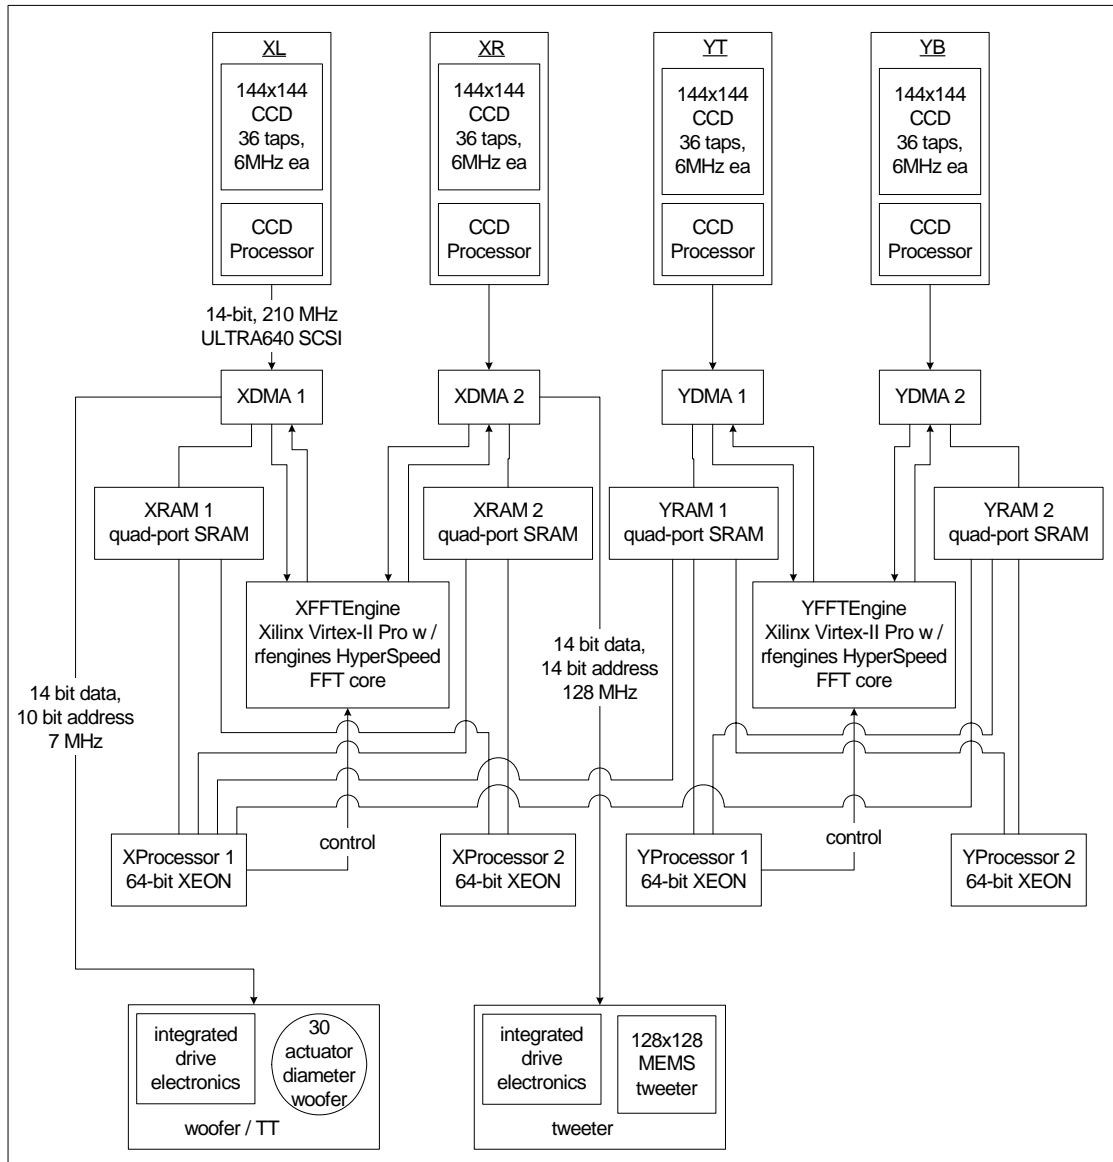 XL
144x144
CCD
36 taps,
6MHz ea
CCD
Processor
XR
144x144
CCD
36 taps,
6MHz ea
CCD
Processor
YT
144x144
CCD
36 taps,
6MHz ea
CCD
Processor
YB
144x144
CCD
36 taps,
6MHz ea
CCD
Processor
14-bit, 210 MHz
ULTRA640 SCSI
XDMA 1
XDMA 2
YDMA 1
YDMA 2
XRAM 1
quad-port SRAM
XRAM 2
quad-port SRAM
YRAM 1
quad-port SRAM
YRAM 2
quad-port SRAM
XFFTEngine
Xilinx Virtex-II Pro w /
rfengines HyperSpeed
FFT core
YFFTEngine
Xilinx Virtex-II Pro w /
rfengines HyperSpeed
FFT core
14 bit data,
10 bit address
7 MHz
14 bit data,
14 bit address
128 MHz
control
control
XProcessor 1
64-bit XEON
XProcessor 2
64-bit XEON
YProcessor 1
64-bit XEON
YProcessor 2
64-bit XEON
integrated
drive
electronics
30
actuator
diameter
woofer
woofer / TT
integrated
drive
electronics
128x128
MEMS
tweeter
tweeter